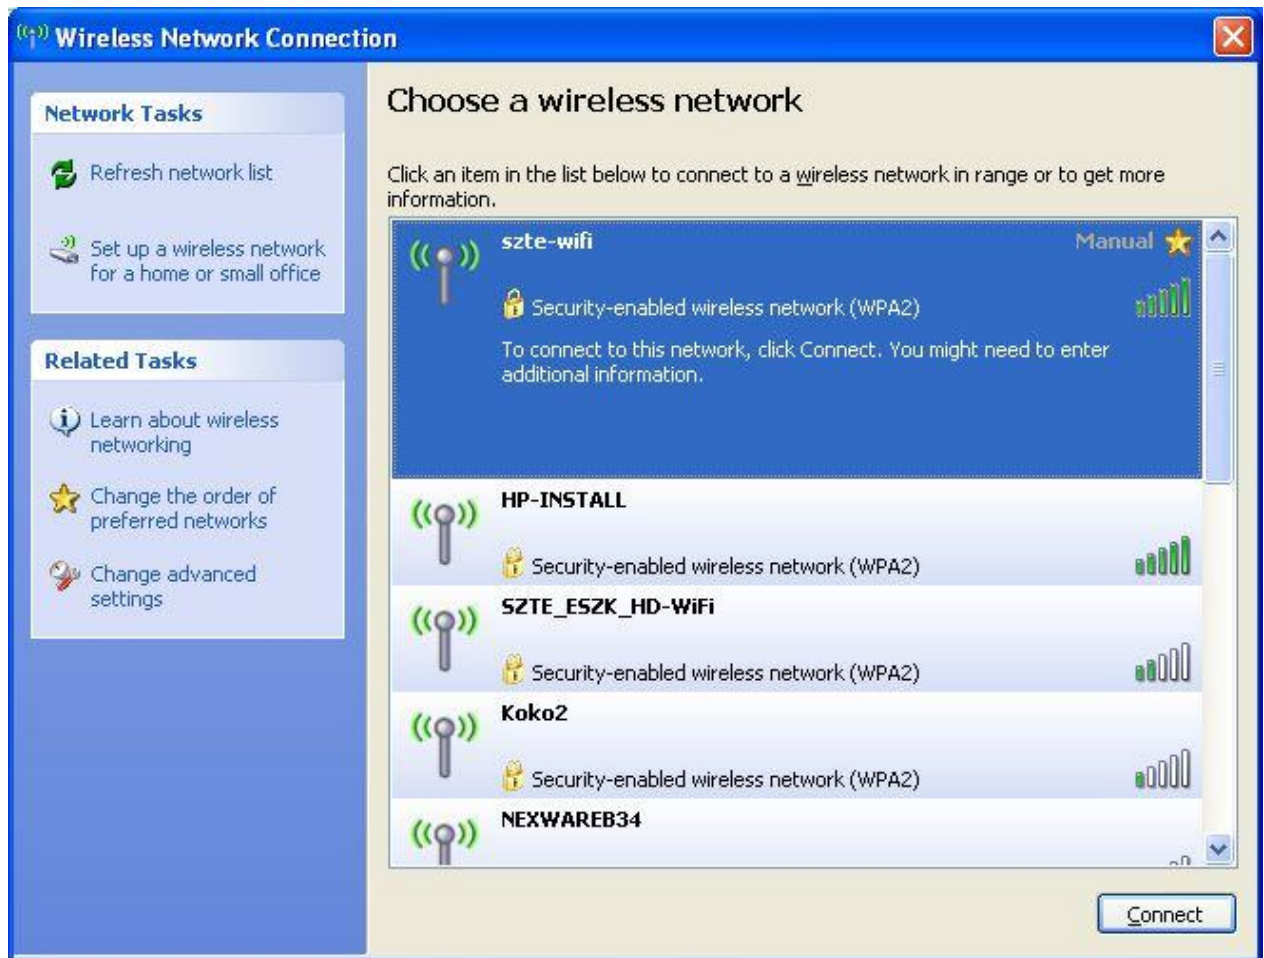 Wireless Network Connection
Network Tasks
Refresh network list
Set up a wireless network
for a home or small office
Related Tasks
Learn about wireless
networking
Change the order of
preferred networks
Change advanced
settings
Choose a wireless network
Click an item in the list below to connect to a wireless network in range or to get more
information.
szte-wifi
Manual
Security-enabled wireless network (WPA2)
To connect to this network, click Connect. You might need to enter
additional information.
HP-INSTALL
Security-enabled wireless network (WPA2)
SZTE_ESZK_HD-WiFi
Security-enabled wireless network (WPA2)
Koko2
Security-enabled wireless network (WPA2)
NEXWAREB34
Connect